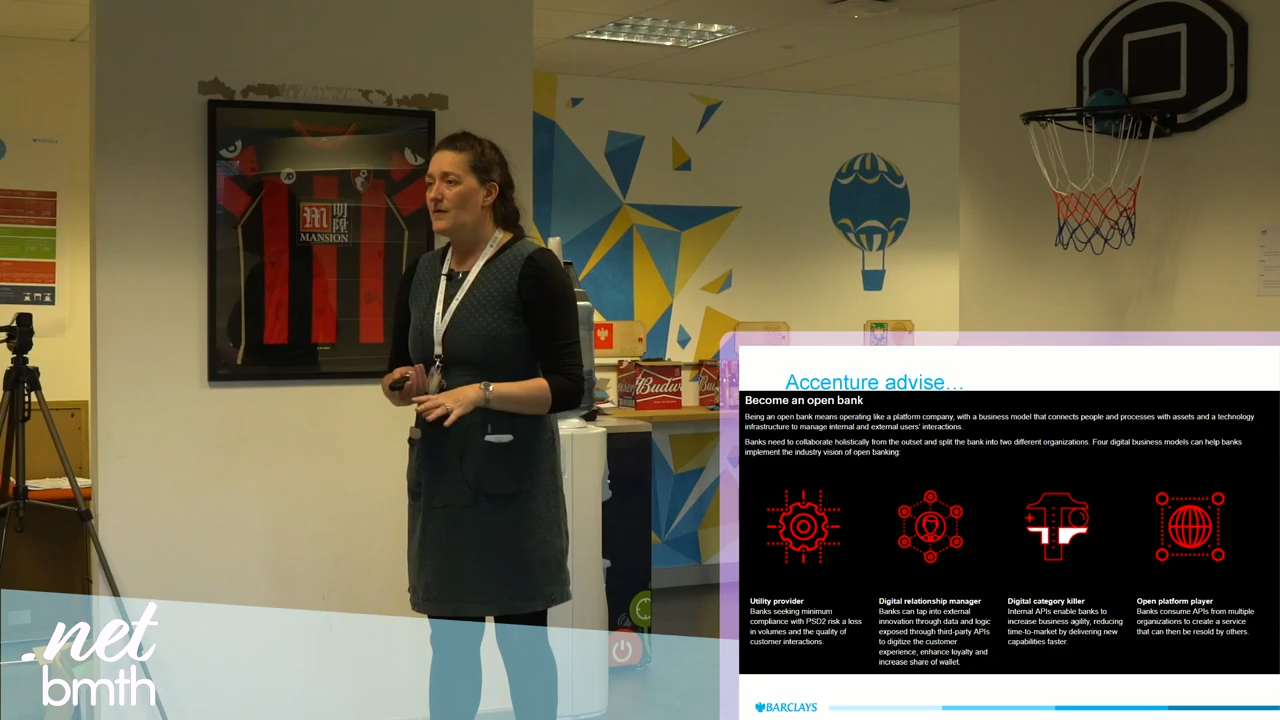 明
陞
MANSION
Budw
Accenture advise...
Become an open bank
Being an open bank means operating like a platform company, with a business model that connects people and processes with assets and a technology
infrastructure to manage internal and external users' interactions.
Banks need to collaborate holistically from the outset and split the bank into two different organizations. Four digital business models can help banks
implement the industry vision of open banking:
Utility provider
Banks seeking minimum
compliance with PSD2 risk a loss
in volumes and the quality of
customer interactions.
Digital relationship manager
Banks can tap into external
innovation through data and logic
exposed through third-party APIs
to digitize the customer
experience, enhance loyalty and
increase share of wallet.
Digital category killer
Internal APIs enable banks to
increase business agility, reducing
time-to-market by delivering new
capabilities faster.
Open platform player
Banks consume APIs from multiple
organizations to create a service
that can then be resold by others.
BARCLAYS
.net
bmth